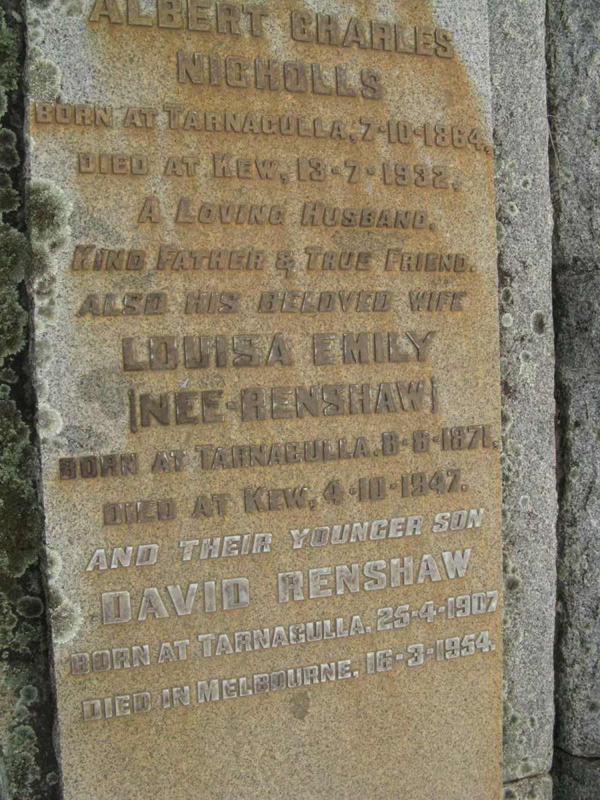 ALBERT CHARLES
NICHOLLS
BORN AT TARNAGULLA, 7-10-1864.
DIED AT KEW, 13-7-1932.
A LOVING HUSBAND,
KIND FATHER & TRUE FRIEND.
ALSO HIS BELOVED WIFE
LOUISA EMILY
(NÉE-RENSHAW)
BORN AT TARNAGULLA. 8-8-1871.
DIED AT KEW, 4-10-1947.
AND THEIR YOUNGER SON
DAVID RENSHAW
BORN AT TARNAGULLA, 25-4-1907
DIED IN MELBOURNE, 16-3-1954.